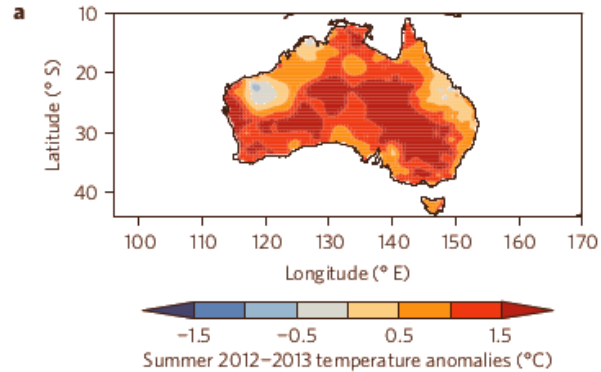 a
10
20
30
40
Latitude (° S)
100 110 120 130 140 150 160 170
Longitude (° E)
−1.5 −0.5 0.5 1.5
Summer 2012−2013 temperature anomalies (°C)